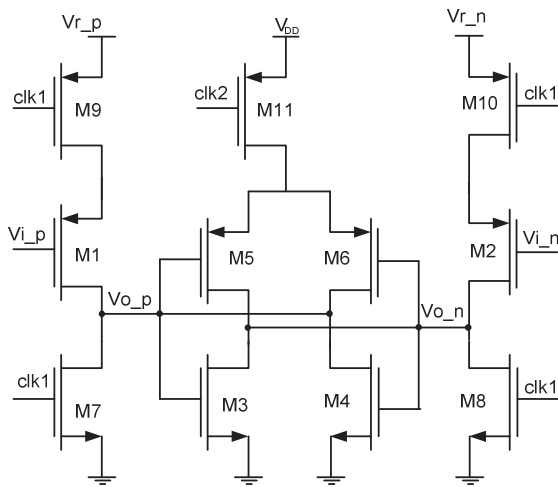 Vr_p
VDD
Vr_n
clk1
M9
clk2
M11
M10
clk1
Vi_p
M1
M5
M6
M2
Vi_n
Vo_p
Vo_n
clk1
M7
M3
M4
M8
clk1